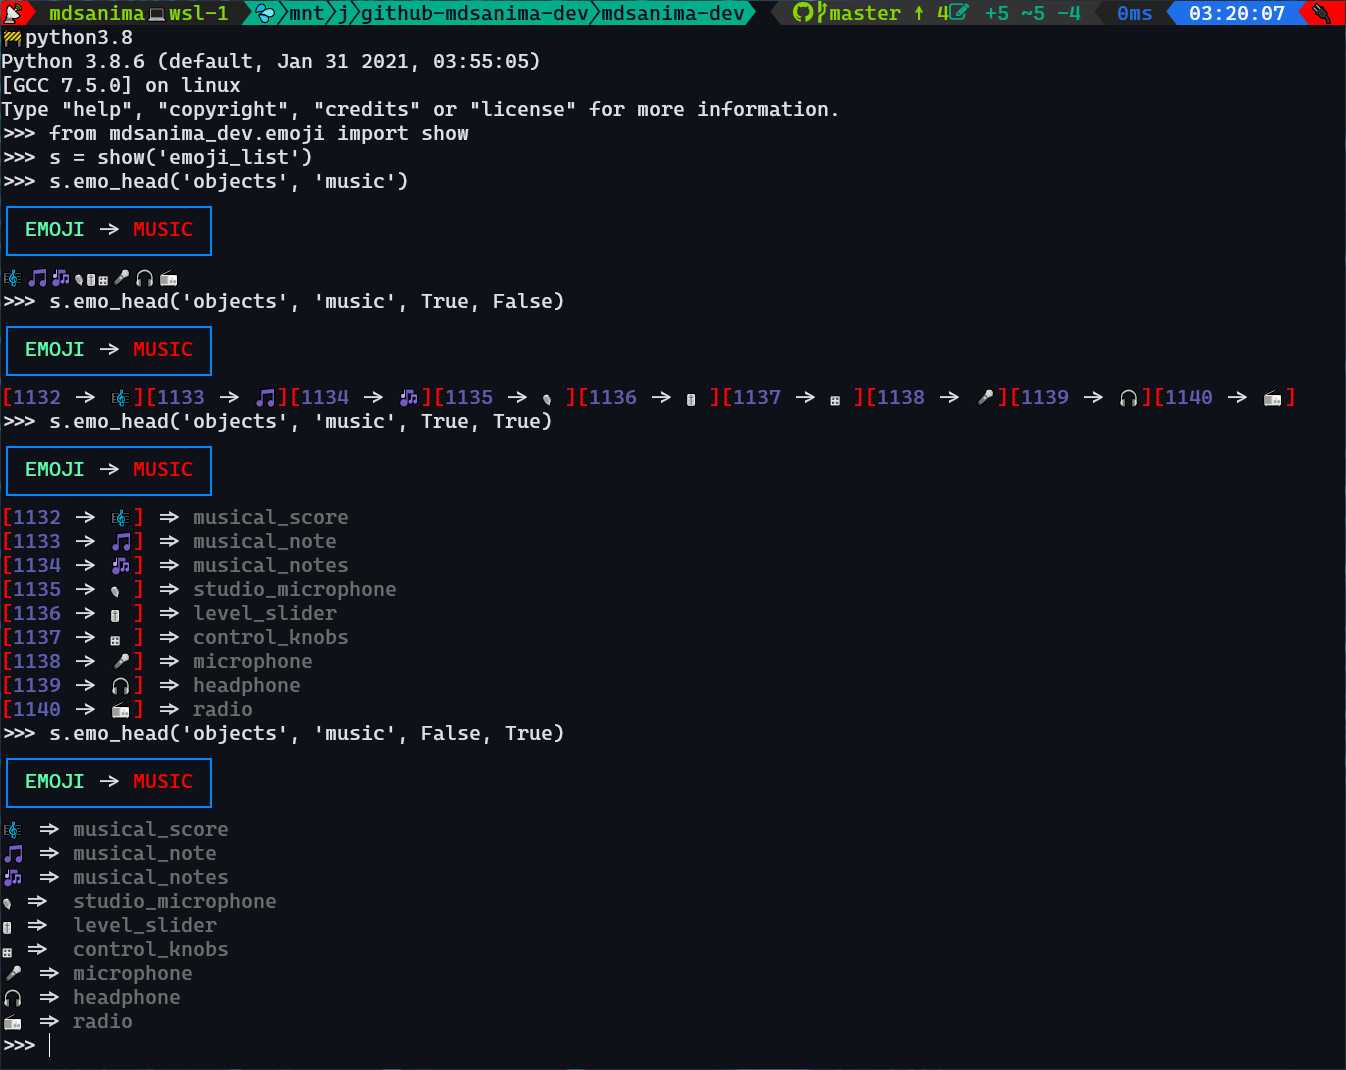 mdsanima💻wsl-1 mnt j github-mdsanima-dev mdsanima-dev master ↑ 4 +5 ~5 -4 0ms 03:20:07
🚧python3.8
Python 3.8.6 (default, Jan 31 2021, 03:55:05)
[GCC 7.5.0] on linux
Type "help", "copyright", "credits" or "license" for more information.
>>> from mdsanima_dev.emoji import show
>>> s = show('emoji_list')
>>> s.emo_head('objects', 'music')
EMOJI -> MUSIC
🎼🎵🎶🎙🎚🎛🎤🎧📻
>>> s.emo_head('objects', 'music', True, False)
EMOJI -> MUSIC
[1132 -> 🎼][1133 -> 🎵][1134 -> 🎶][1135 -> 🎙 ][1136 -> 🎚 ][1137 -> 🎛 ][1138 -> 🎤][1139 -> 🎧][1140 -> 📻]
>>> s.emo_head('objects', 'music', True, True)
EMOJI -> MUSIC
[1132 -> 🎼] => musical_score
[1133 -> 🎵] => musical_note
[1134 -> 🎶] => musical_notes
[1135 -> 🎙 ] => studio_microphone
[1136 -> 🎚 ] => level_slider
[1137 -> 🎛 ] => control_knobs
[1138 -> 🎤] => microphone
[1139 -> 🎧] => headphone
[1140 -> 📻] => radio
>>> s.emo_head('objects', 'music', False, True)
EMOJI -> MUSIC
🎼 => musical_score
🎵 => musical_note
🎶 => musical_notes
🎙 => studio_microphone
🎚 => level_slider
🎛 => control_knobs
🎤 => microphone
🎧 => headphone
📻 => radio
>>>